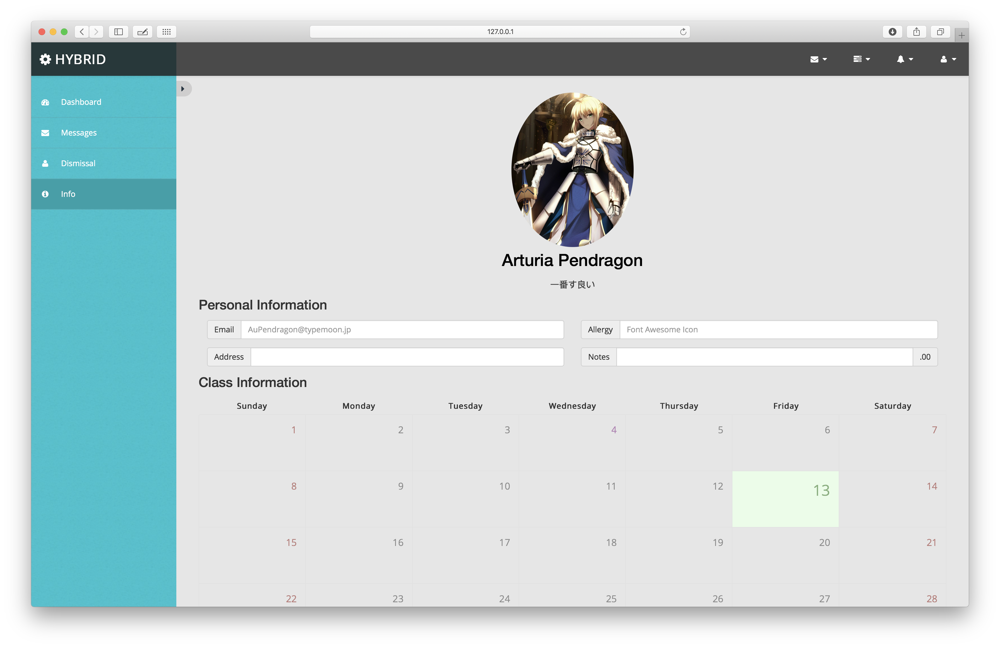 127.0.0.1
HYBRID
Dashboard
Messages
Dismissal
Info
Arturia Pendragon
一番す良い
Personal Information
Email AuPendragon@typemoon.jp Allergy Font Awesome Icon
Address Notes .00
Class Information
Sunday Monday Tuesday Wednesday Thursday Friday Saturday
1 2 3 4 5 6 7
8 9 10 11 12 13 14
15 16 17 18 19 20 21
22 23 24 25 26 27 28